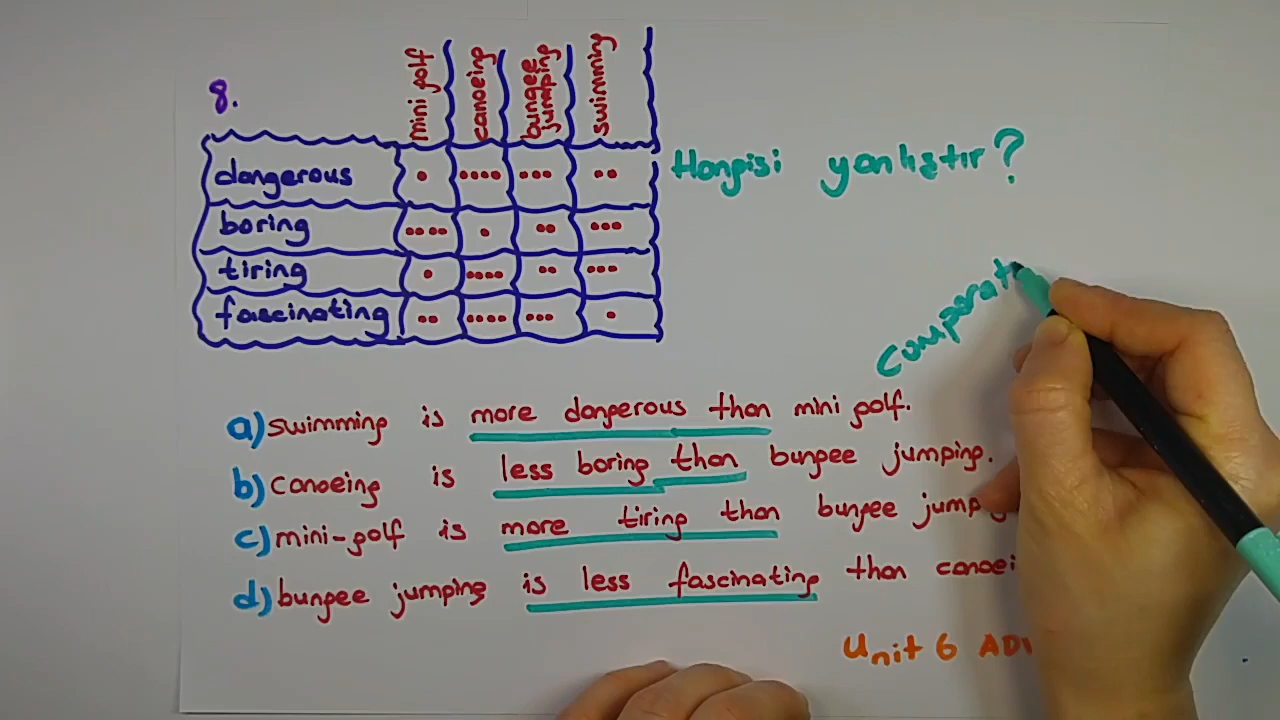 8.
mini golf
canoeing
bungee
jumping
swimming
dangerous
boring
tiring
fascinating
Hangisi yanlıştır?
comparat
a) swimming is more dangerous than mini golf.
b) canoeing is less boring than bungee jumping.
c) mini-golf is more tiring than bungee jump
d) bungee jumping is less fascinating than canoei
Unit 6 AD